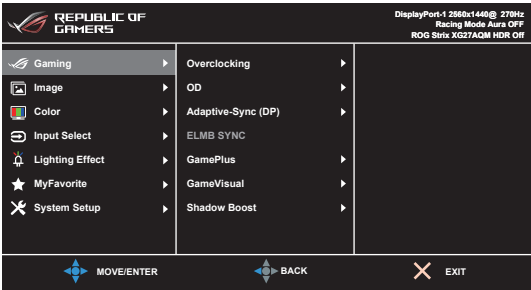 REPUBLIC OF
GAMERS
DisplayPort-1 2560x1440@ 270Hz
Racing Mode Aura OFF
ROG Strix XG27AQM HDR Off
Gaming
Image
Color
Input Select
Lighting Effect
MyFavorite
System Setup
Overclocking
OD
Adaptive-Sync (DP)
ELMB SYNC
GamePlus
GameVisual
Shadow Boost
MOVE/ENTER
BACK
EXIT